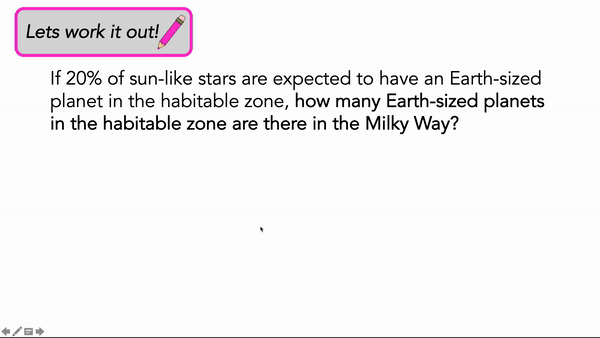 Lets work it out!
If 20% of sun-like stars are expected to have an Earth-sized
planet in the habitable zone, how many Earth-sized planets
in the habitable zone are there in the Milky Way?